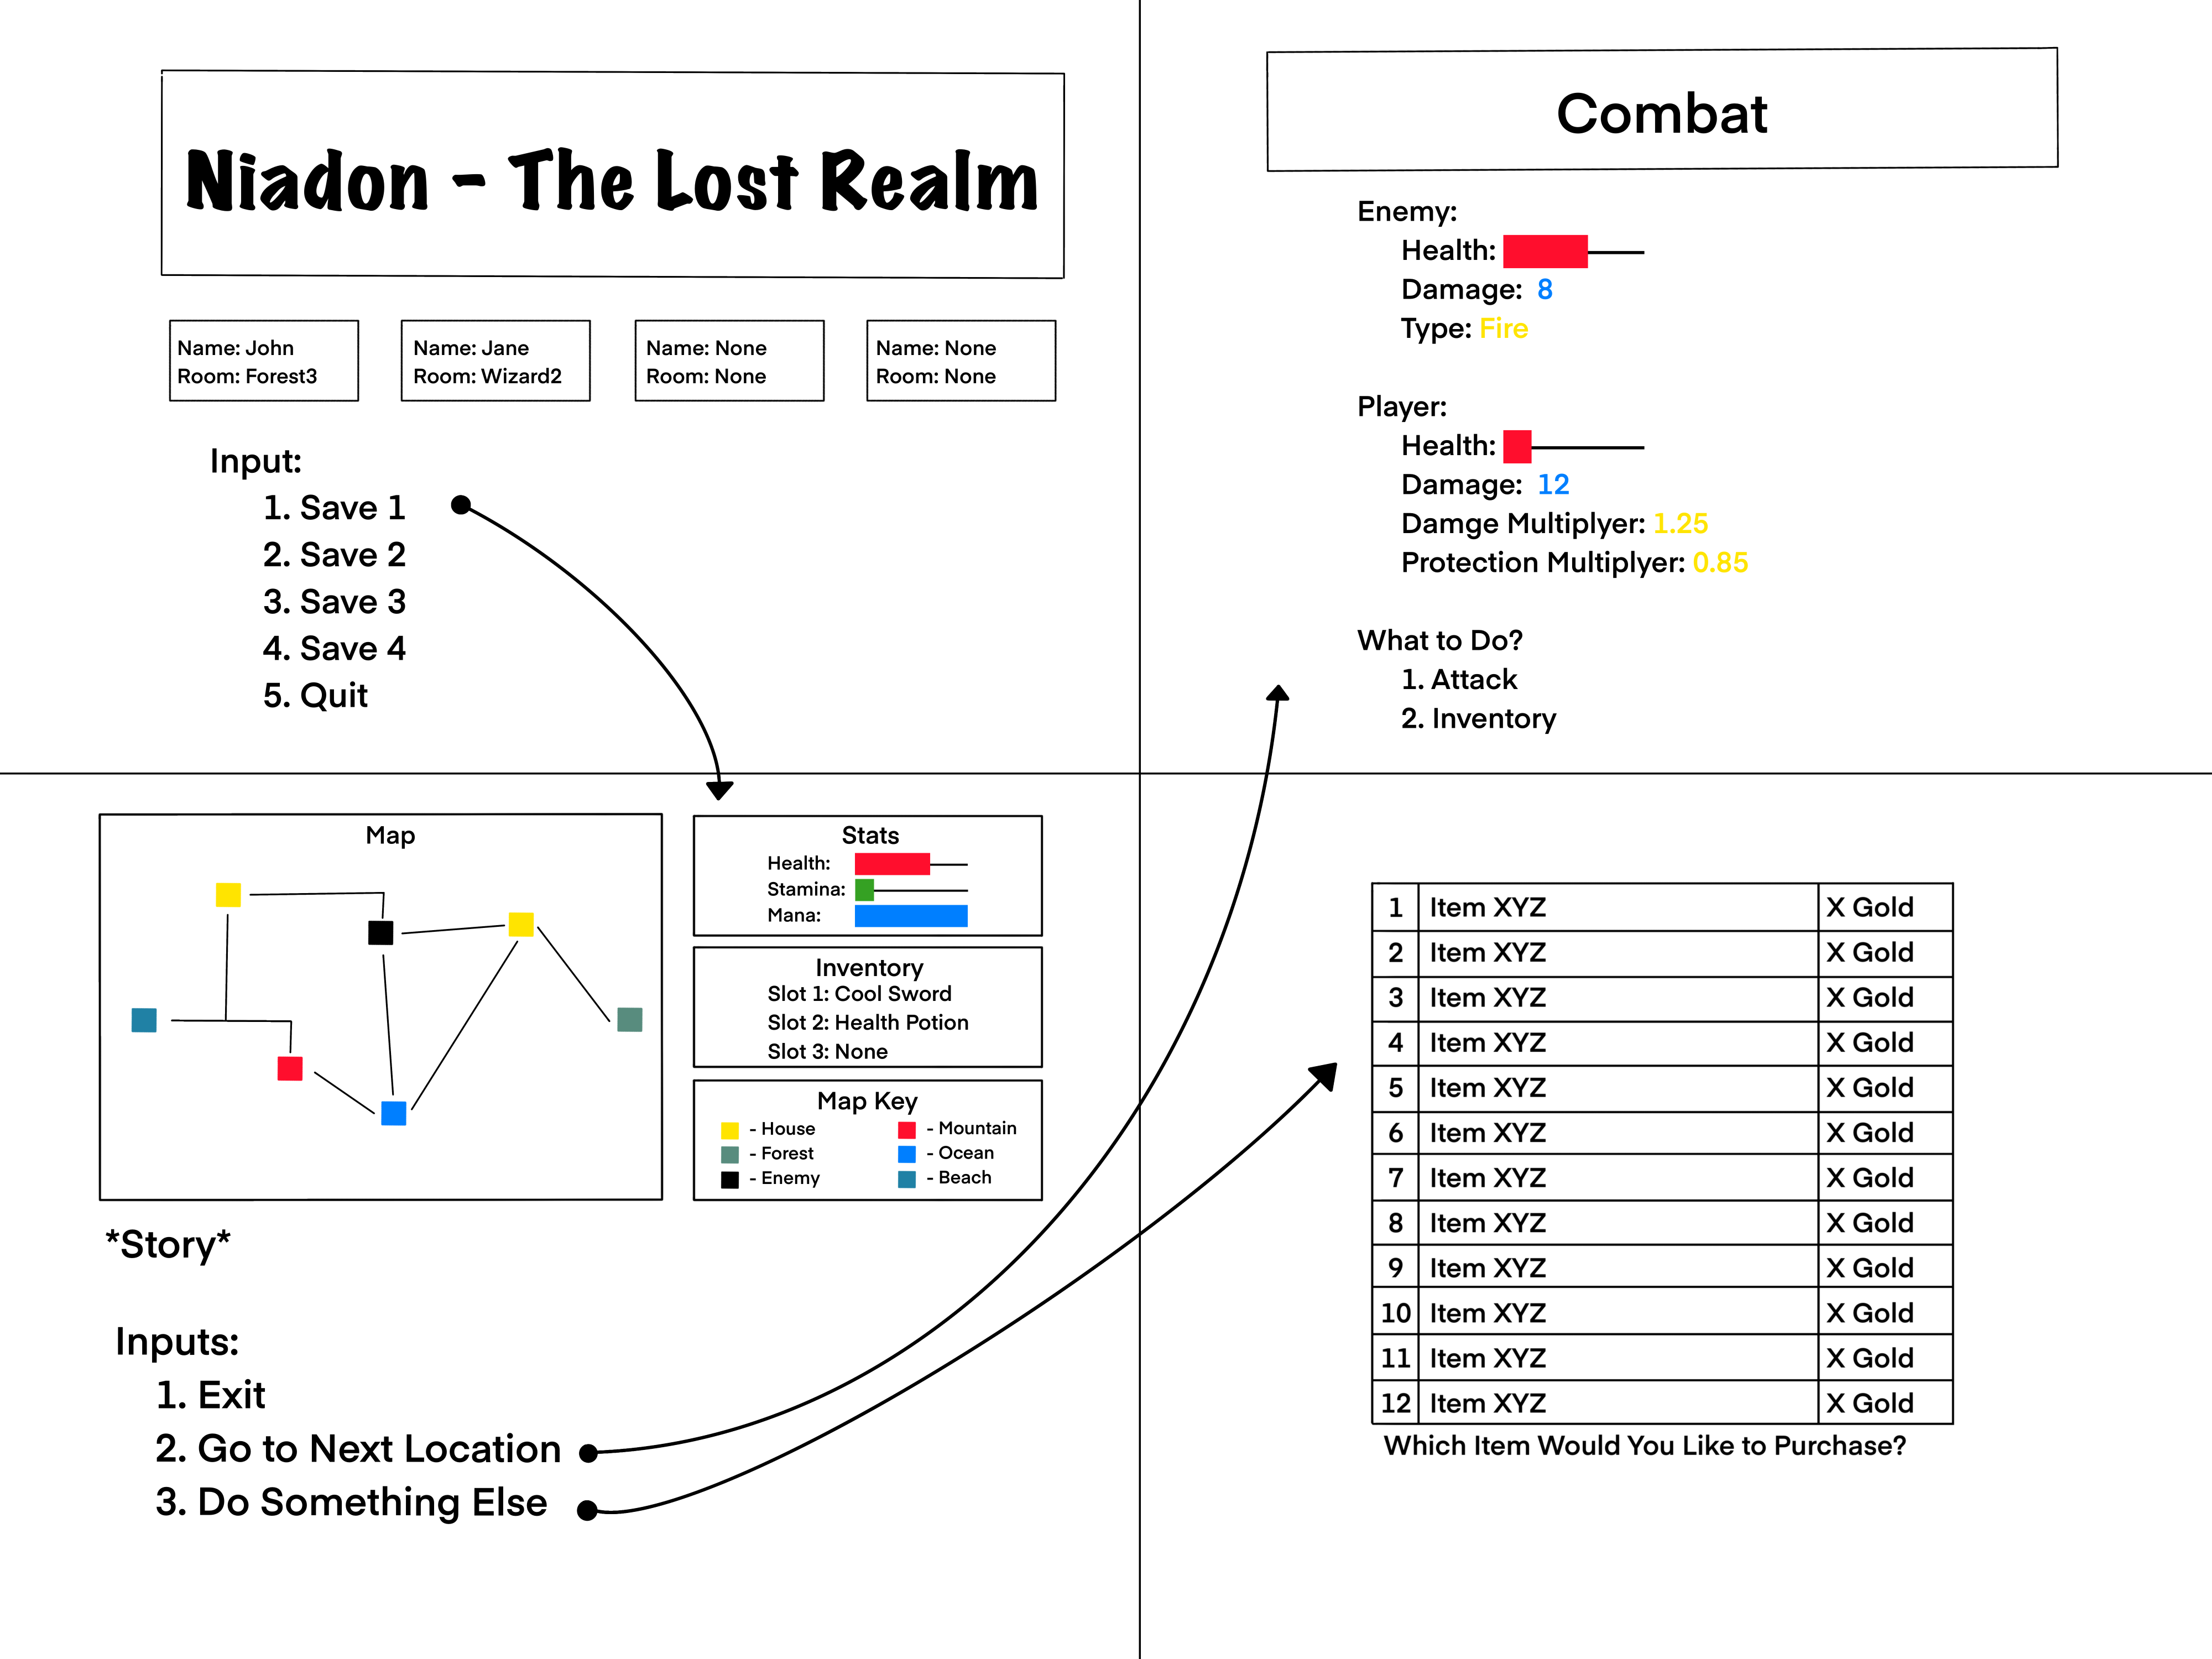 Niadon - The Lost Realm
Name: John
Room: Forest3
Name: Jane
Room: Wizard2
Name: None
Room: None
Name: None
Room: None
Input:
1. Save 1
2. Save 2
3. Save 3
4. Save 4
5. Quit
Combat
Enemy:
Health:
Damage: 8
Type: Fire
Player:
Health:
Damage: 12
Damge Multiplyer: 1.25
Protection Multiplyer: 0.85
What to Do?
1. Attack
2. Inventory
Map
Stats
Health:
Stamina:
Mana:
Inventory
Slot 1: Cool Sword
Slot 2: Health Potion
Slot 3: None
Map Key
- House
- Mountain
- Forest
- Ocean
- Enemy
- Beach
*Story*
Inputs:
1. Exit
2. Go to Next Location
3. Do Something Else
1 Item XYZ X Gold
2 Item XYZ X Gold
3 Item XYZ X Gold
4 Item XYZ X Gold
5 Item XYZ X Gold
6 Item XYZ X Gold
7 Item XYZ X Gold
8 Item XYZ X Gold
9 Item XYZ X Gold
10 Item XYZ X Gold
11 Item XYZ X Gold
12 Item XYZ X Gold
Which Item Would You Like to Purchase?